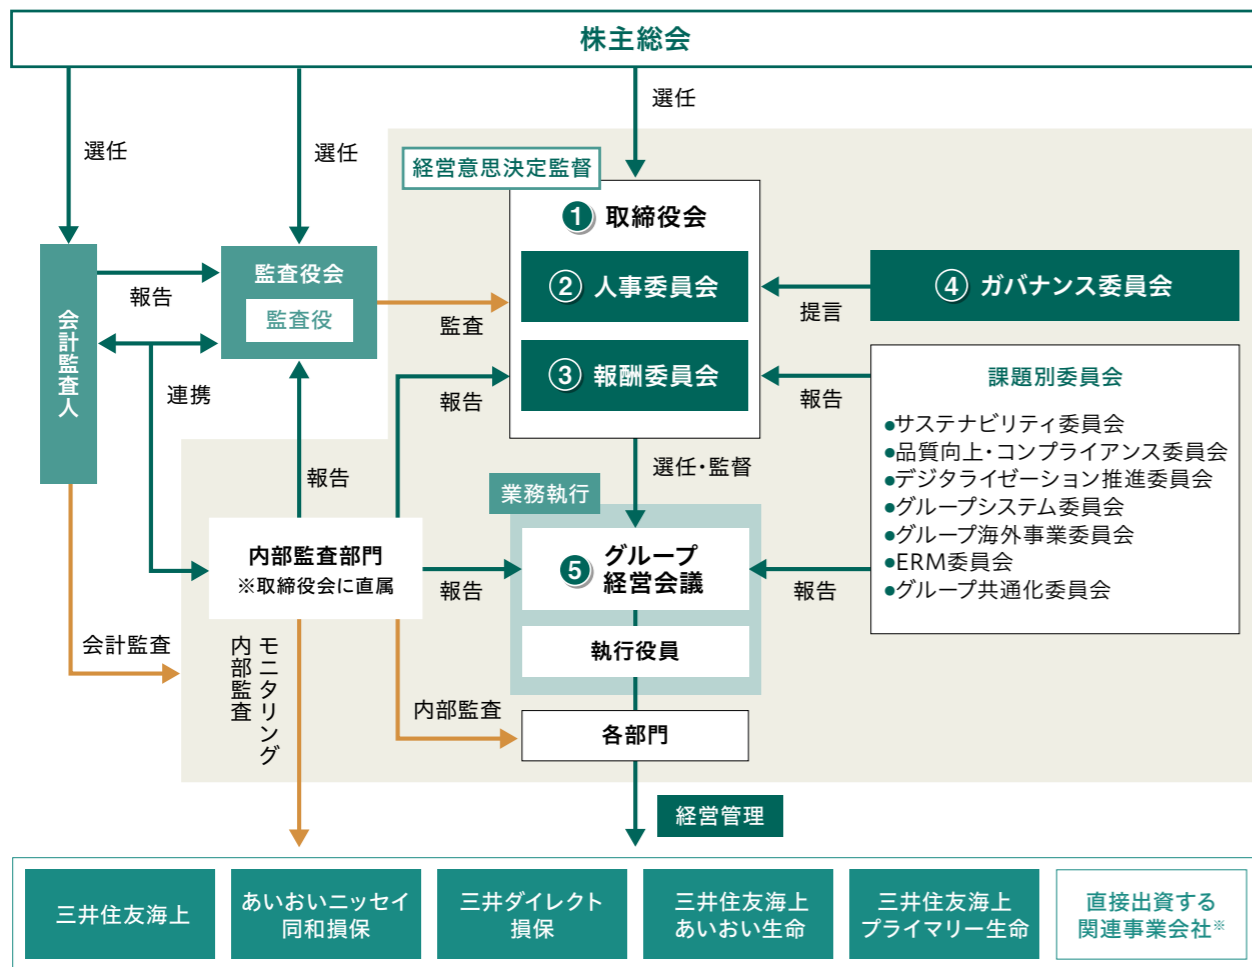 株主総会
選任
選任
選任
経営意思決定監督
❶ 取締役会
② 人事委員会
③ 報酬委員会
④ ガバナンス委員会
提言
監査役会
監査役
報告
監査
会計監査人
連携
報告
報告
報告
課題別委員会
●サステナビリティ委員会
●品質向上・コンプライアンス委員会
●デジタライゼーション推進委員会
●グループシステム委員会
●グループ海外事業委員会
●ERM委員会
●グループ共通化委員会
選任・監督
業務執行
内部監査部門
※取締役会に直属
報告
❺ グループ
経営会議
報告
執行役員
会計監査
モニタリング
内部監査
内部監査
各部門
経営管理
三井住友海上
あいおいニッセイ
同和損保
三井ダイレクト
損保
三井住友海上
あいおい生命
三井住友海上
プライマリー生命
直接出資する
関連事業会社※